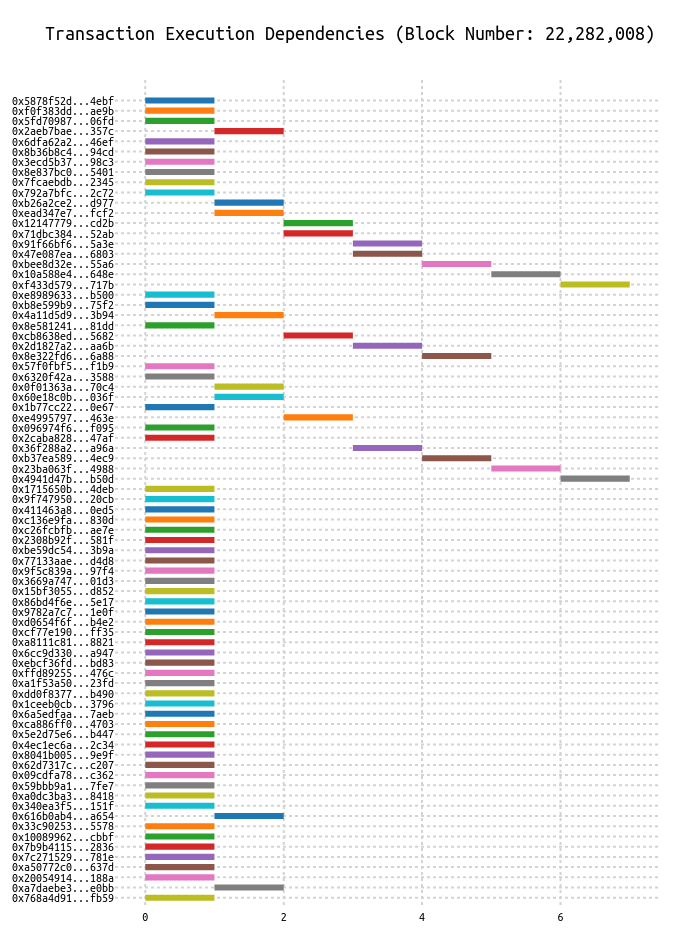 Transaction Execution Dependencies (Block Number: 22,282,008)
0x5878f52d...4ebf
0xf0f383dd...ae9b
0x5fd70987...06fd
0x2aeb7bae...357c
0x6dfa62a2...46ef
0x8b36b8c4...94cd
0x3ecd5b37...98c3
0x8e837bc0...5401
0x7fcaebdb...2345
0x792a7bfc...2c72
0xb26a2ce2...d977
0xead347e7...fcf2
0x12147779...cd2b
0x71dbc384...52ab
0x91f66bf6...5a3e
0x47e087ea...6803
0xbee8d32e...55a6
0x10a588e4...648e
0xf433d579...717b
0xe8989633...b500
0xb8e599b9...75f2
0x4a11d5d9...3b94
0x8e581241...81dd
0xcb8638ed...5682
0x2d1827a2...aa6b
0x8e322fd6...6a88
0x57f0fbf5...f1b9
0x6320f42a...3588
0x0f01363a...70c4
0x60e18c0b...036f
0x1b77cc22...0e67
0xe4995797...463e
0x096974f6...f095
0x2caba828...47af
0x36f288a2...a96a
0xb37ea589...4ec9
0x23ba063f...4988
0x4941d47b...b50d
0x1715650b...4deb
0x9f747950...20cb
0x411463a8...0ed5
0xc136e9fa...830d
0xc26fcbfb...ae7e
0x2308b92f...581f
0xbe59dc54...3b9a
0x77133aae...d4d8
0x9f5c839a...97f4
0x3669a747...01d3
0x15bf3055...d852
0x86bd4f6e...5e17
0x9782a7c7...1e0f
0xd0654f6f...b4e2
0xcf77e190...ff35
0xa8111c81...8821
0x6cc9d330...a947
0xebcf36fd...bd83
0xffd89255...476c
0xa1f53a50...23fd
0xdd0f8377...b490
0x1ceeb0cb...3796
0x6a5edfaa...7aeb
0xca886ff0...4703
0x5e2d75e6...b447
0x4ec1ec6a...2c34
0x8041b005...9e9f
0x62d7317c...c207
0x09cdfa78...c362
0x59bbb9a1...7fe7
0xa0dc3ba3...8418
0x340ea3f5...151f
0x616b0ab4...a654
0x33c90253...5578
0x10089962...cbbf
0x7b9b4115...2836
0x7c271529...781e
0xa50772c0...637d
0x20054914...188a
0xa7daebe3...e0bb
0x768a4d91...fb59
0 2 4 6